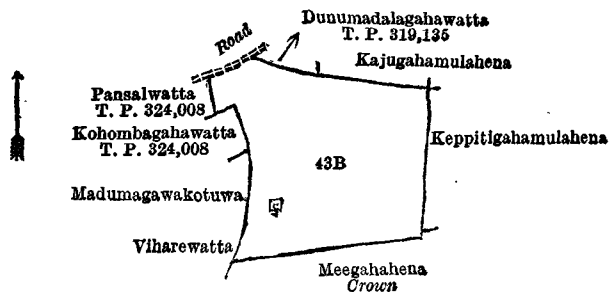 Dunumadalagahawatta
T. P. 319,135
Road
Kajugahamulahena
Pansalwatta
T. P. 324,008
Kohombagahawatta
T. P. 324,008
Keppitigahamulahena
43B
Madumagawakotuwa
Viharewatta
Meegahahena
Crown